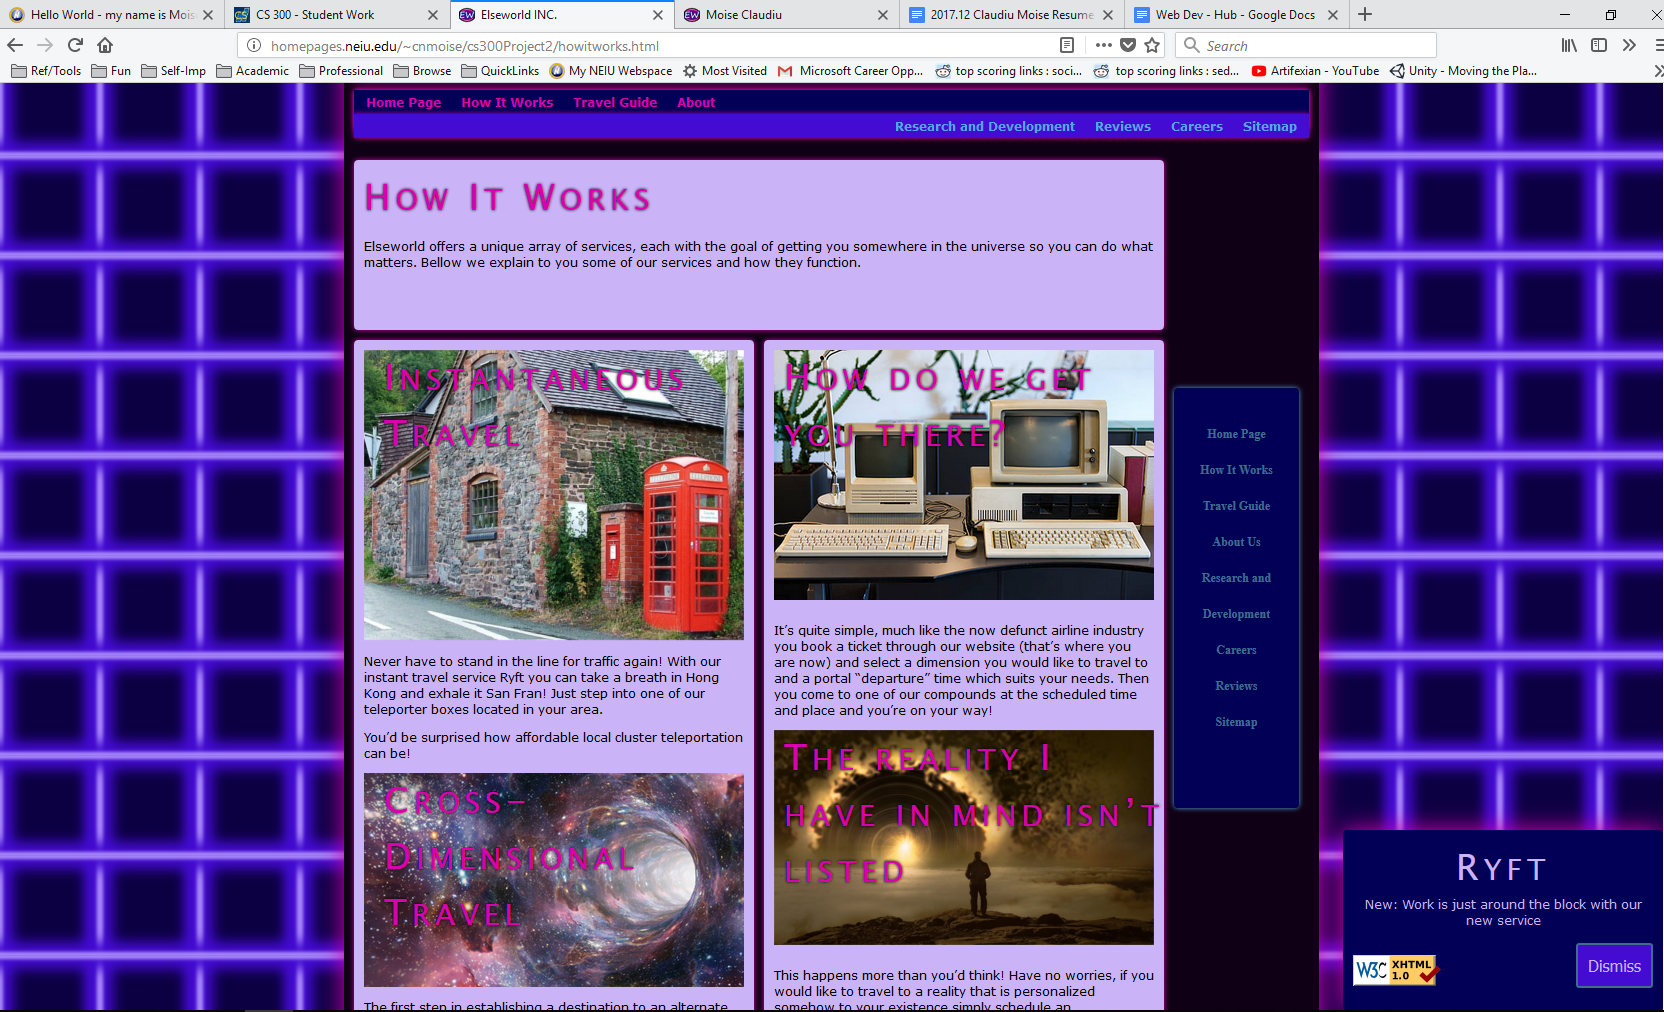 Hello World - my name is Mois
CS 300 - Student Work
Elseworld INC.
Moise Claudiu
2017.12 Claudiu Moise Resume
Web Dev - Hub - Google Docs
homepages.neiu.edu/~cnmoise/cs300Project2/howitworks.html
Search
Ref/Tools
Fun
Self-Imp
Academic
Professional
Browse
QuickLinks
My NEIU Webspace
Most Visited
Microsoft Career Opp...
top scoring links : soci...
top scoring links : sed...
Artifexian - YouTube
Unity - Moving the Pla...
Home Page How It Works Travel Guide About
Research and Development Reviews Careers Sitemap
How It Works
Elseworld offers a unique array of services, each with the goal of getting you somewhere in the universe so you can do what
matters. Bellow we explain to you some of our services and how they function.
Instantaneous
Travel
TELEPHONE
Never have to stand in the line for traffic again! With our
instant travel service Ryft you can take a breath in Hong
Kong and exhale it San Fran! Just step into one of our
teleporter boxes located in your area.
You’d be surprised how affordable local cluster teleportation
can be!
Cross-
Dimensional
Travel
The first step in establishing a destination to an alternate
How do we get
you there?
It’s quite simple, much like the now defunct airline industry
you book a ticket through our website (that’s where you
are now) and select a dimension you would like to travel to
and a portal “departure” time which suits your needs. Then
you come to one of our compounds at the scheduled time
and place and you’re on your way!
The reality I
have in mind isn’t
listed
This happens more than you’d think! Have no worries, if you
would like to travel to a reality that is personalized
somehow to your existence simply schedule an
Home Page
How It Works
Travel Guide
About Us
Research and
Development
Careers
Reviews
Sitemap
Ryft
New: Work is just around the block with our
new service
W3C XHTML
1.0
Dismiss